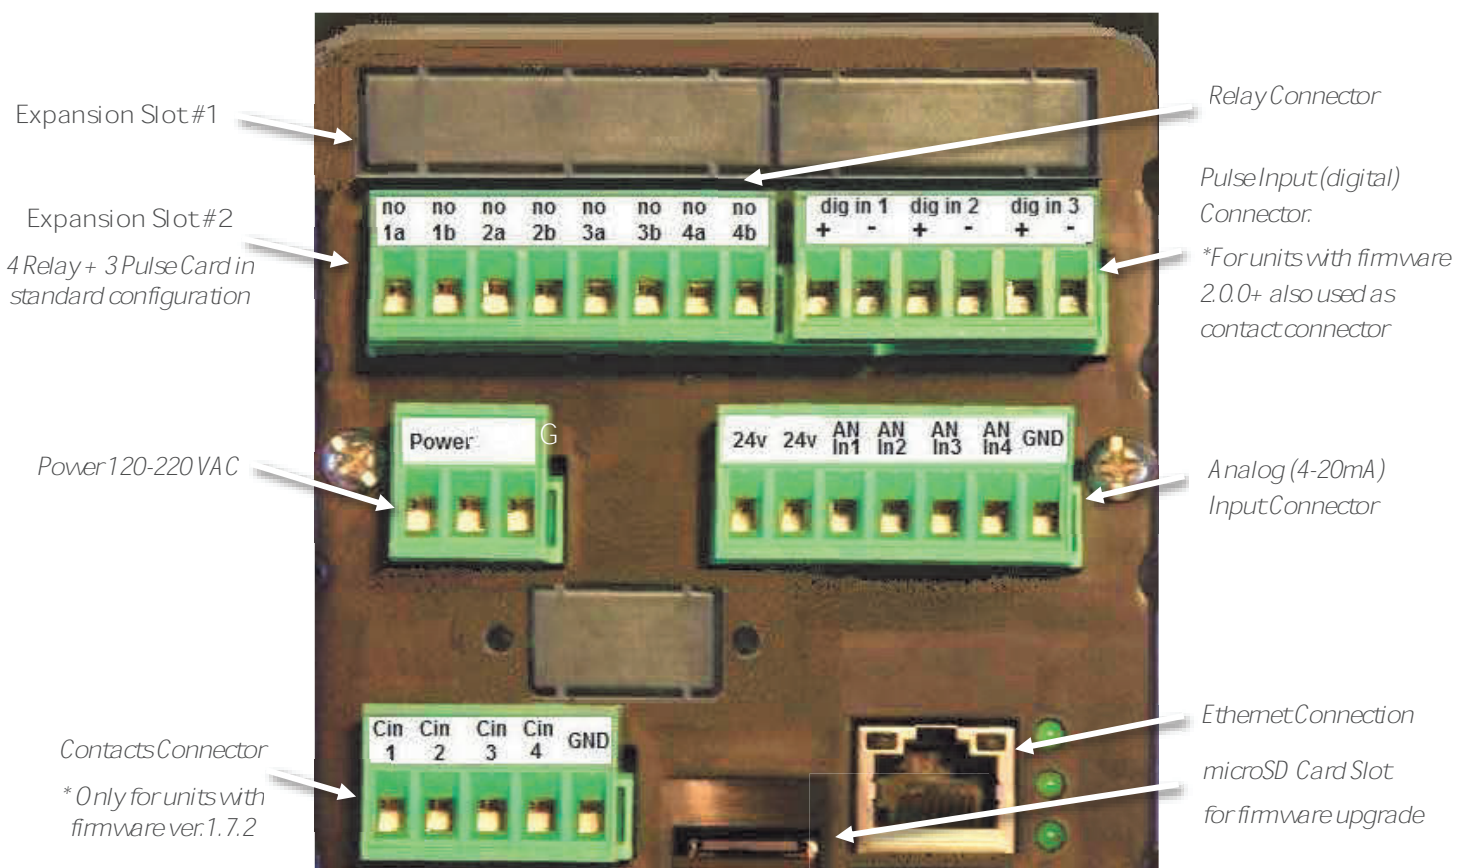 Expansion Slot #1
Relay Connector
Pulse Input (digital)
Connector.
*For units with firmware
2.0.0+ also used as
contact connector
Expansion Slot #2
4 Relay + 3 Pulse Card in
standard configuration
no no no no no no no no
1a 1b 2a 2b 3a 3b 4a 4b
dig in 1 dig in 2 dig in 3
+ - + - + -
Power 120-220 VAC
Power G
24v 24v AN AN AN AN GND
In1 In2 In3 In4
Analog (4-20mA)
Input Connector
Contacts Connector
* Only for units with
firmware ver.1.7.2
Cin Cin Cin Cin GND
1 2 3 4
Ethernet Connection
microSD Card Slot
for firmware upgrade